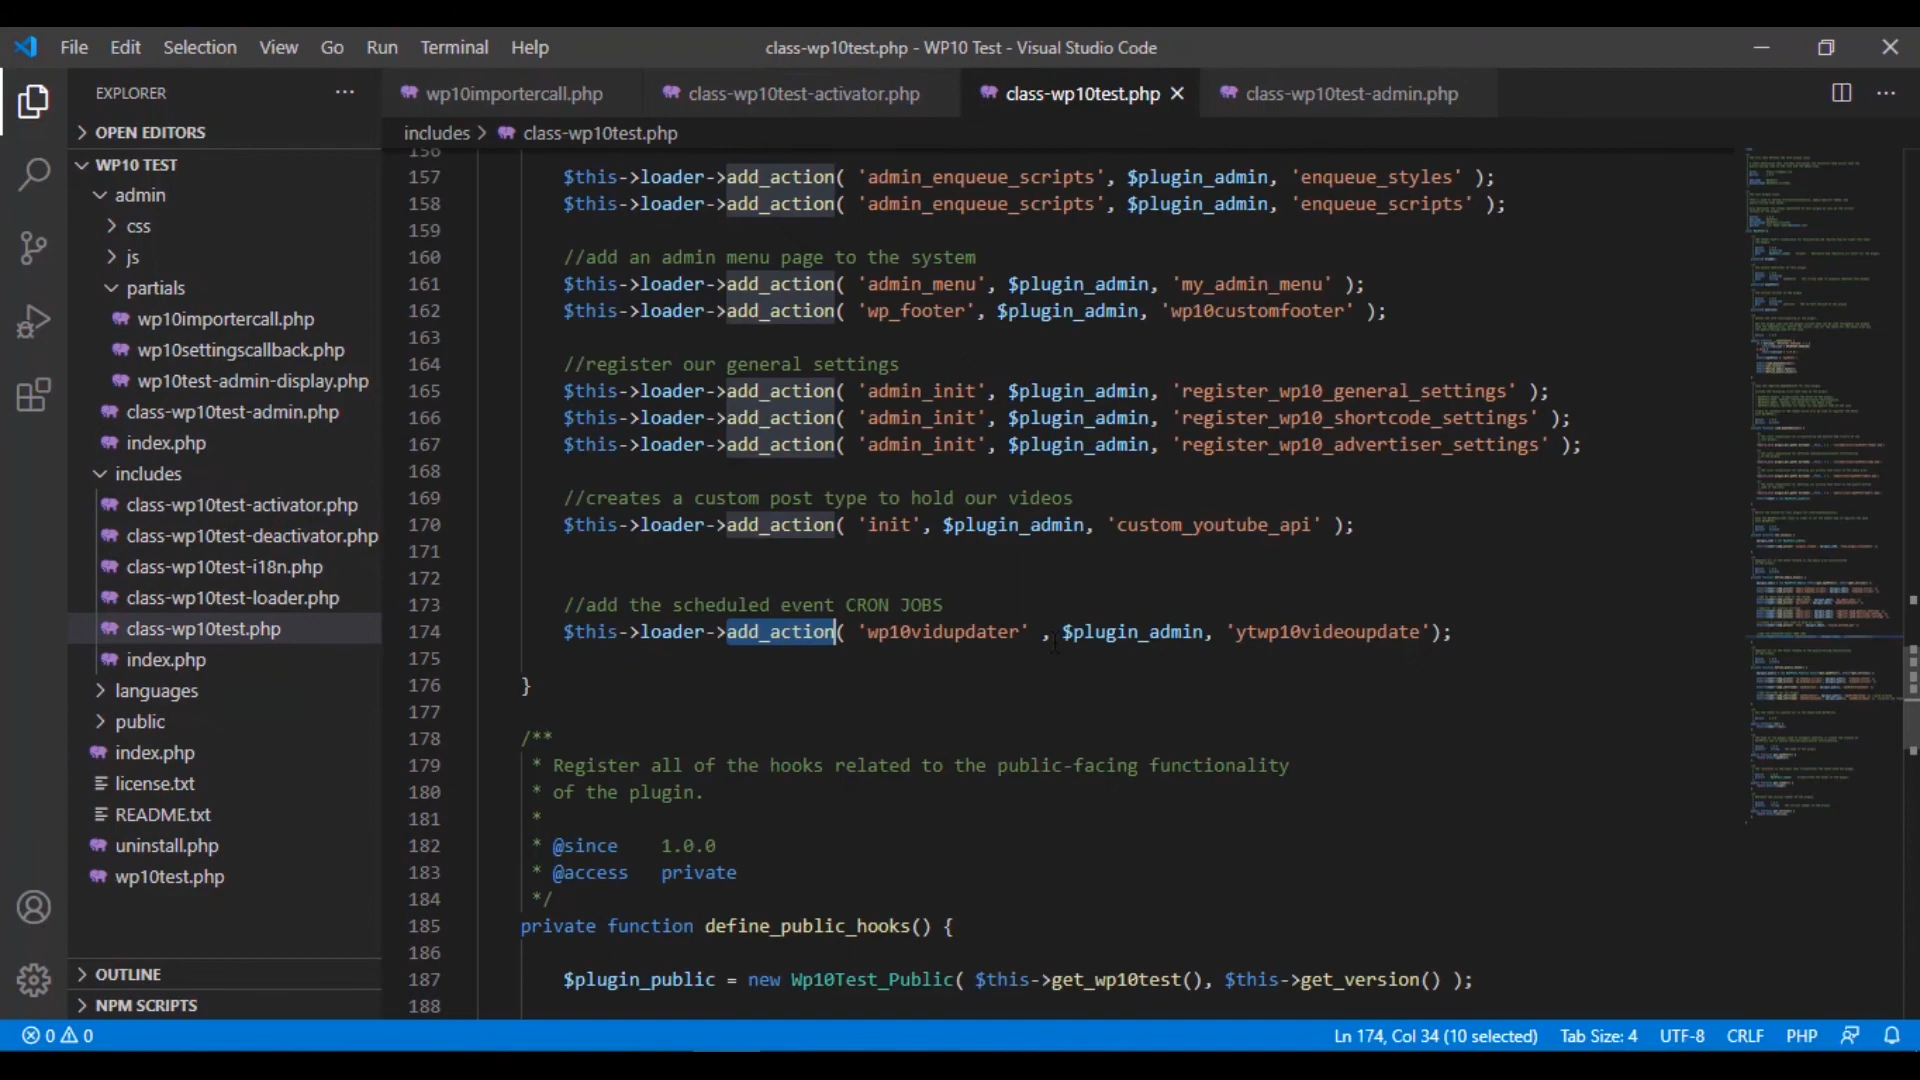 File Edit Selection View Go Run Terminal Help
class-wp10test.php - WP10 Test - Visual Studio Code
EXPLORER
OPEN EDITORS
WP10 TEST
admin
css
js
partials
wp10importercall.php
wp10settingscallback.php
wp10test-admin-display.php
class-wp10test-admin.php
index.php
includes
class-wp10test-activator.php
class-wp10test-deactivator.php
class-wp10test-i18n.php
class-wp10test-loader.php
class-wp10test.php
index.php
languages
public
index.php
license.txt
README.txt
uninstall.php
wp10test.php
OUTLINE
NPM SCRIPTS
wp10importercall.php class-wp10test-activator.php class-wp10test.php class-wp10test-admin.php
includes > class-wp10test.php
156
157 $this->loader->add_action( 'admin_enqueue_scripts', $plugin_admin, 'enqueue_styles' );
158 $this->loader->add_action( 'admin_enqueue_scripts', $plugin_admin, 'enqueue_scripts' );
159
160 //add an admin menu page to the system
161 $this->loader->add_action( 'admin_menu', $plugin_admin, 'my_admin_menu' );
162 $this->loader->add_action( 'wp_footer', $plugin_admin, 'wp10customfooter' );
163
164 //register our general settings
165 $this->loader->add_action( 'admin_init', $plugin_admin, 'register_wp10_general_settings' );
166 $this->loader->add_action( 'admin_init', $plugin_admin, 'register_wp10_shortcode_settings' );
167 $this->loader->add_action( 'admin_init', $plugin_admin, 'register_wp10_advertiser_settings' );
168
169 //creates a custom post type to hold our videos
170 $this->loader->add_action( 'init', $plugin_admin, 'custom_youtube_api' );
171
172
173 //add the scheduled event CRON JOBS
174 $this->loader->add_action( 'wp10vidupdater' , $plugin_admin, 'ytwp10videoupdate');
175
176 }
177
178 /**
179 * Register all of the hooks related to the public-facing functionality
180 * of the plugin.
181 *
182 * @since 1.0.0
183 * @access private
184 */
185 private function define_public_hooks() {
186
187 $plugin_public = new Wp10Test_Public( $this->get_wp10test(), $this->get_version() );
188
0 0
Ln 174, Col 34 (10 selected) Tab Size: 4 UTF-8 CRLF PHP